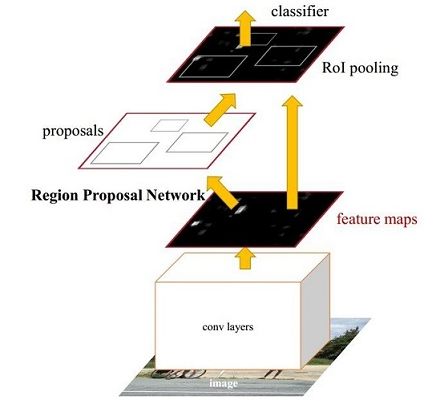 classifier
RoI pooling
proposals
Region Proposal Network
feature maps
conv layers
image